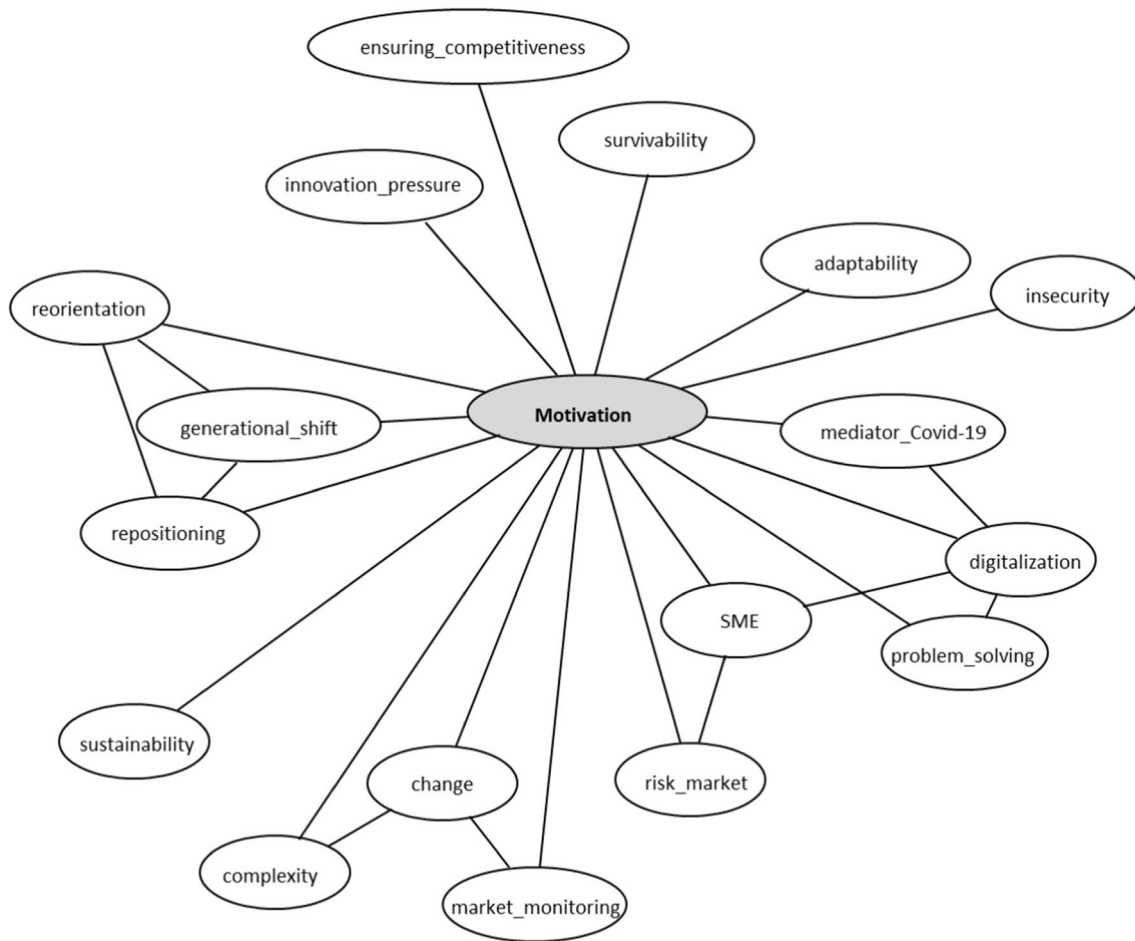 ensuring_competitiveness
survivability
innovation_pressure
adaptability
insecurity
reorientation
Motivation
generational_shift
mediator_Covid-19
repositioning
digitalization
SME
problem_solving
sustainability
change
risk_market
complexity
market_monitoring